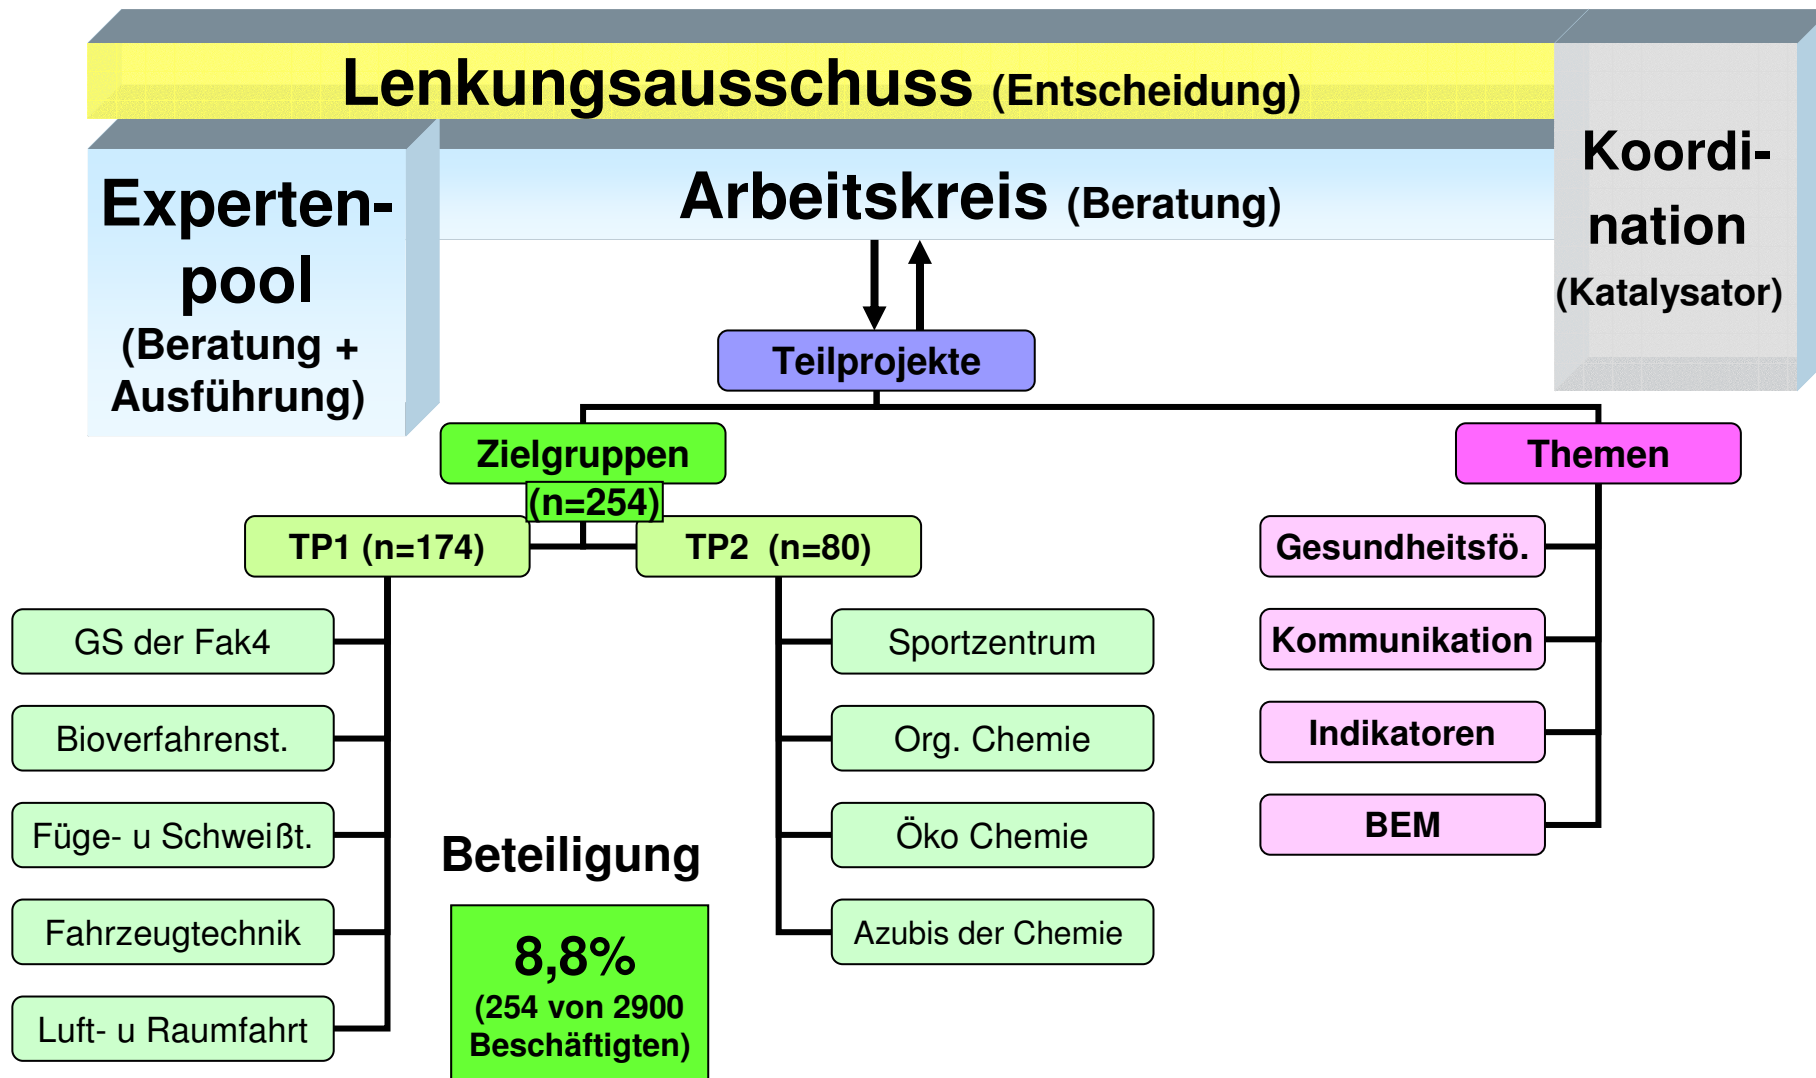 Lenkungsausschuss (Entscheidung)
Experten-
pool
(Beratung +
Ausführung)
Arbeitskreis (Beratung)
Koordi-
nation
(Katalysator)
Teilprojekte
Zielgruppen
(n=254)
Themen
TP1 (n=174)
TP2 (n=80)
GS der Fak4
Bioverfahrenst.
Füge- u Schweißt.
Fahrzeugtechnik
Luft- u Raumfahrt
Sportzentrum
Org. Chemie
Öko Chemie
Azubis der Chemie
Gesundheitsfö.
Kommunikation
Indikatoren
BEM
Beteiligung
8,8%
(254 von 2900
Beschäftigten)